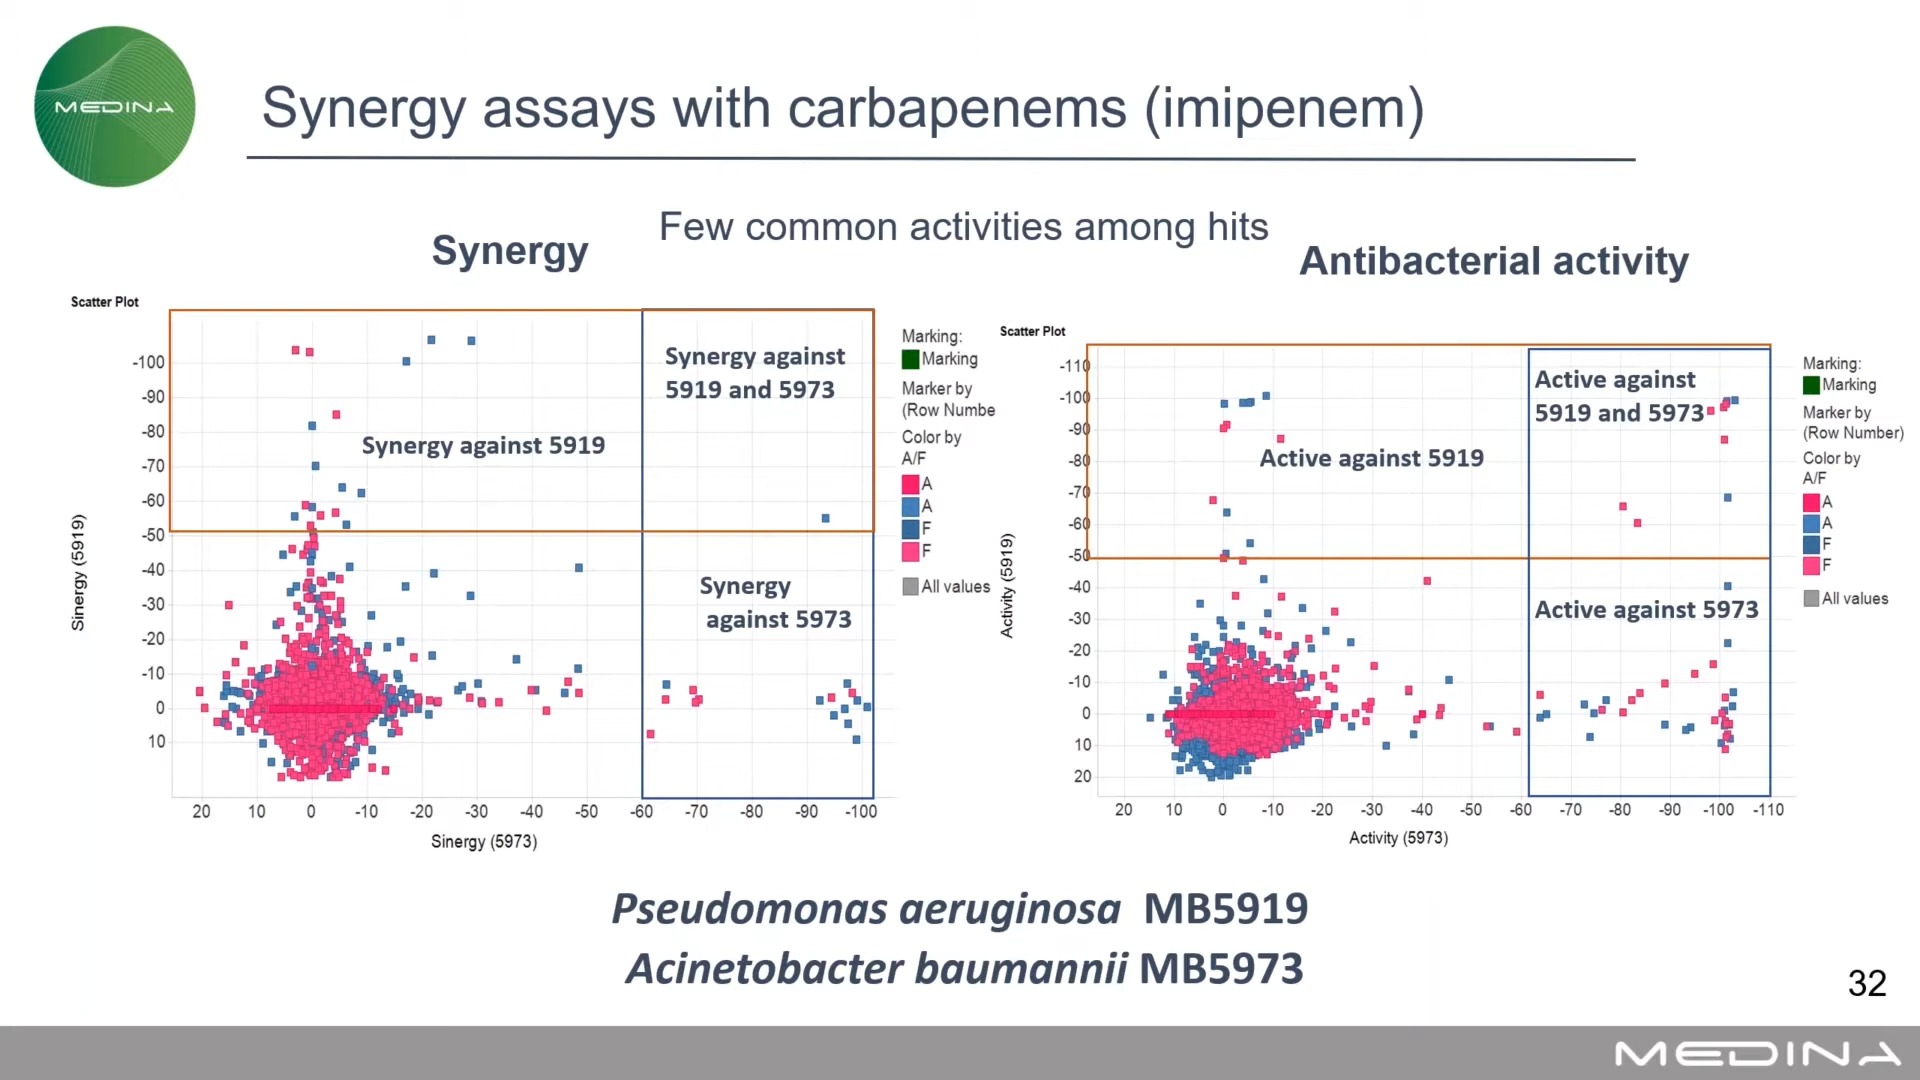 MEDINA
Synergy assays with carbapenems (imipenem)
Few common activities among hits
Synergy
Antibacterial activity
Scatter Plot
Synergy against
5919 and 5973
Synergy against 5919
Synergy
against 5973
-100
-90
-80
-70
-60
-50
-40
-30
-20
-10
0
10
Sinergy (5919)
20 10 0 -10 -20 -30 -40 -50 -60 -70 -80 -90 -100
Sinergy (5973)
Marking:
Marking
Marker by
(Row Numbe
Color by
A/F
A
A
F
F
All values
Scatter Plot
Active against
5919 and 5973
Active against 5919
Active against 5973
-110
-100
-90
-80
-70
-60
-50
-40
-30
-20
-10
0
10
20
Activity (5919)
20 10 0 -10 -20 -30 -40 -50 -60 -70 -80 -90 -100 -110
Activity (5973)
Marking:
Marking
Marker by
(Row Number)
Color by
A/F
A
A
F
F
All values
Pseudomonas aeruginosa MB5919
Acinetobacter baumannii MB5973
32
MEDINA